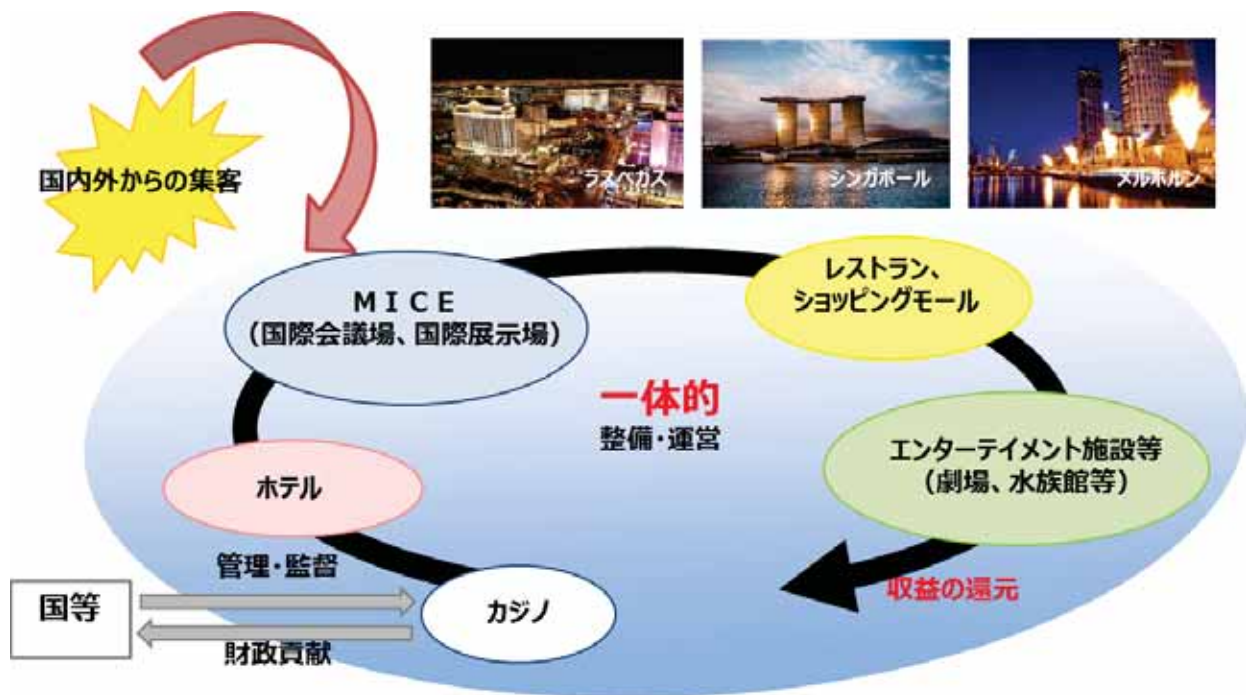 国内外からの集客
ラスベガス
シンガポール
メルボルン
ＭＩＣＥ
（国際会議場、国際展示場）
レストラン、
ショッピングモール
一体的
整備・運営
エンターテイメント施設等
（劇場、水族館等）
ホテル
管理・監督
国等
カジノ
収益の還元
財政貢献